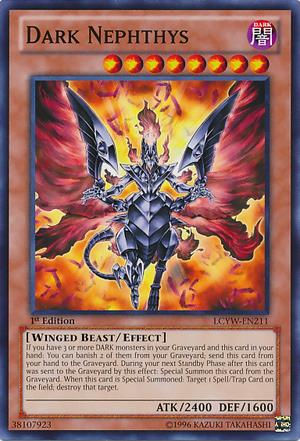 DARK NEPHTHYS
DARK
闇
1st Edition
LCYW-EN211
[WINGED BEAST/EFFECT]
If you have 3 or more DARK monsters in your Graveyard and this card in your
hand: You can banish 2 of them from your Graveyard; send this card from
your hand to the Graveyard. During your next Standby Phase after this card
was sent to the Graveyard by this effect: Special Summon this card from the
Graveyard. When this card is Special Summoned: Target 1 Spell/Trap Card on
the field; destroy that target.
ATK/2400 DEF/1600
38107923
©1996 KAZUKI TAKAHASHI